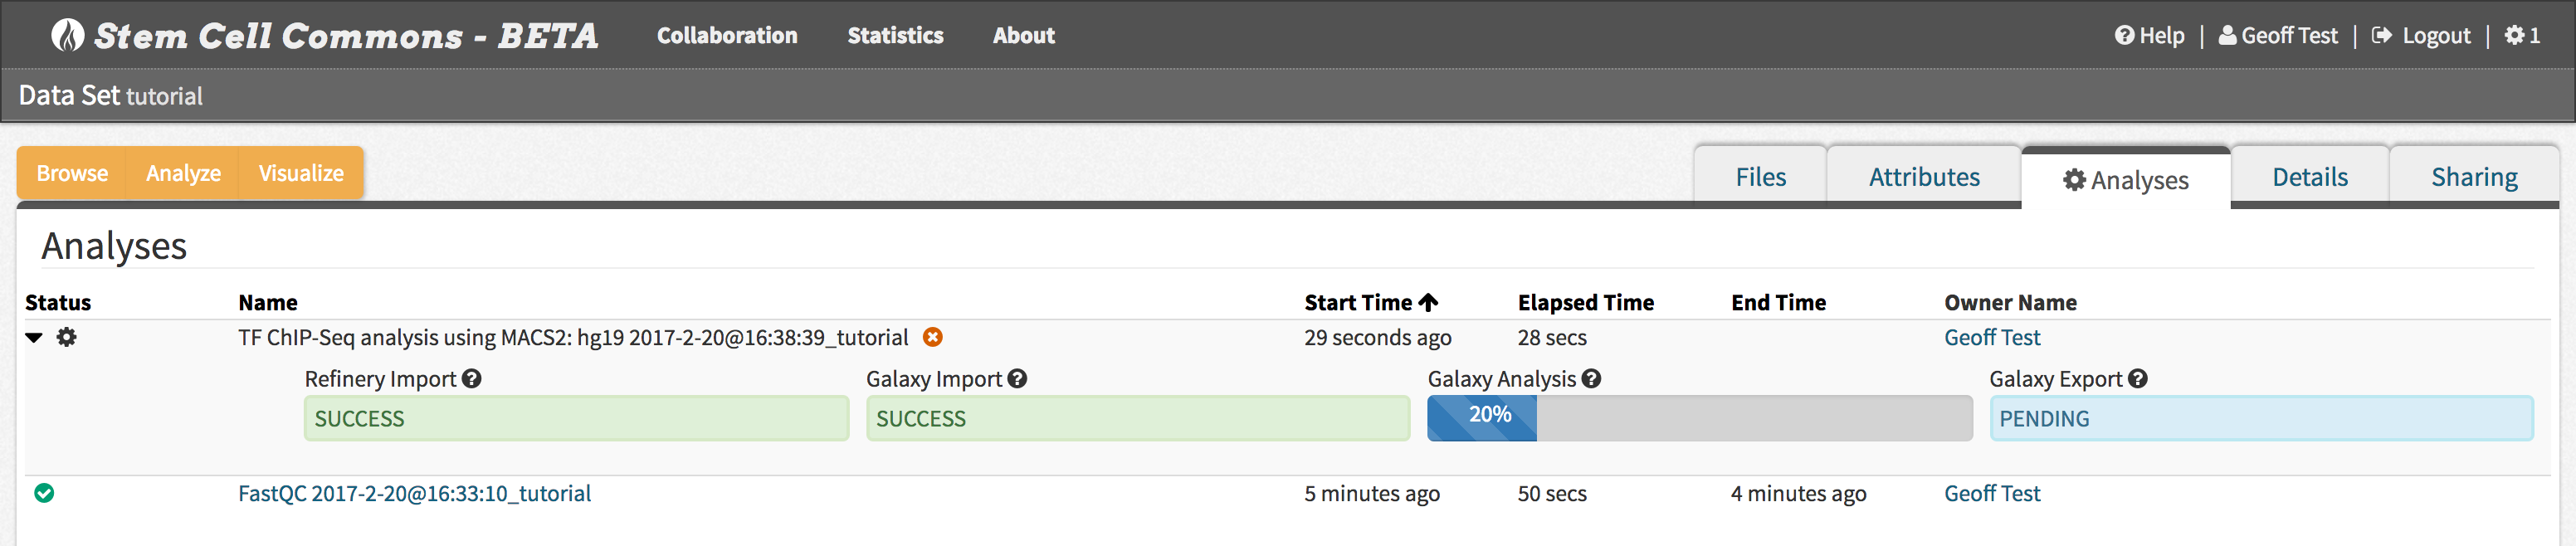 Stem Cell Commons - BETA Collaboration Statistics About Help | Geoff Test | Logout | 1
Data Set tutorial
Browse Analyze Visualize Files Attributes Analyses Details Sharing
Analyses
Status Name Start Time Elapsed Time End Time Owner Name
TF ChIP-Seq analysis using MACS2: hg19 2017-2-20@16:38:39_tutorial 29 seconds ago 28 secs Geoff Test
Refinery Import Galaxy Import Galaxy Analysis Galaxy Export
SUCCESS SUCCESS 20% PENDING
FastQC 2017-2-20@16:33:10_tutorial 5 minutes ago 50 secs 4 minutes ago Geoff Test